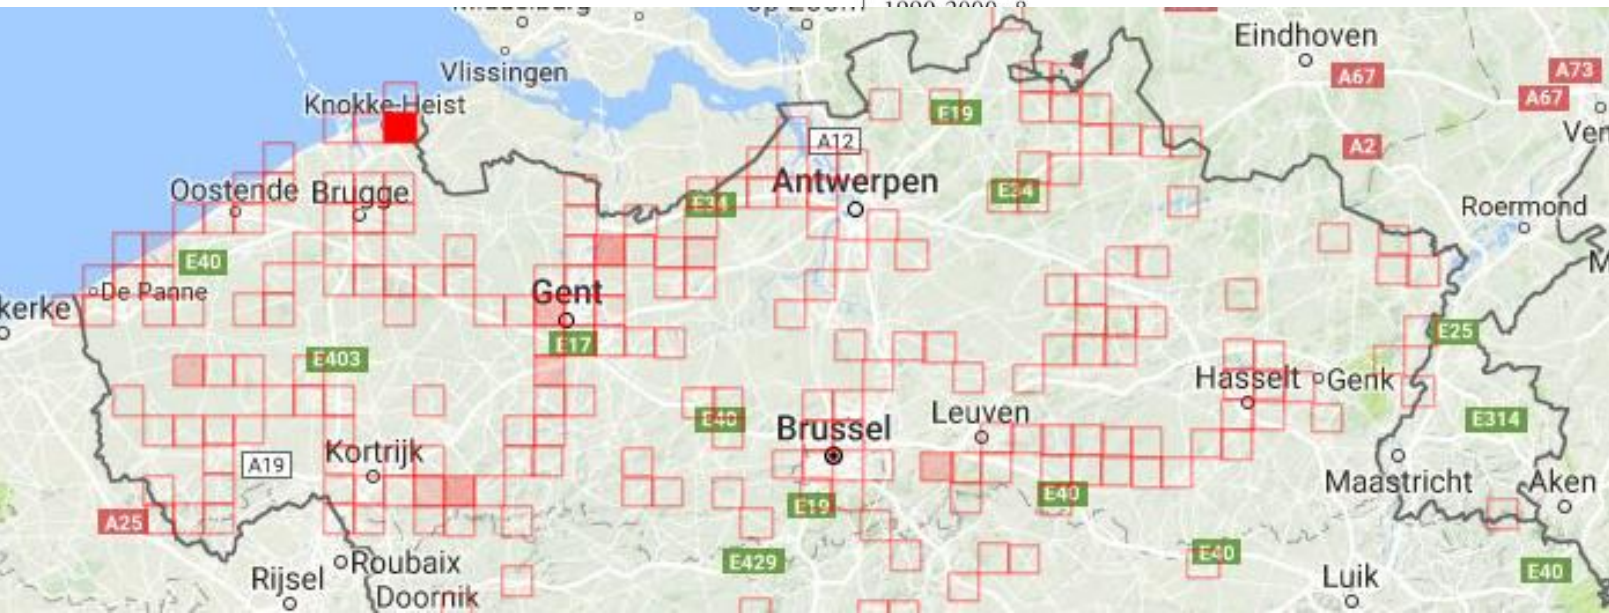 1990-2000
Eindhoven
Vlissingen
A67
A73
A67
Knokke-Heist
E19
A12
A2
Oostende
Brugge
Antwerpen
E34
E34
Roermond
E40
De Panne
Gent
kerke
E17
E25
E403
Hasselt
Genk
E40
Leuven
E314
Brussel
Kortrijk
A19
Maastricht
Aken
E40
E19
A25
E429
E40
E40
Roubaix
Rijsel
Luik
Doornik